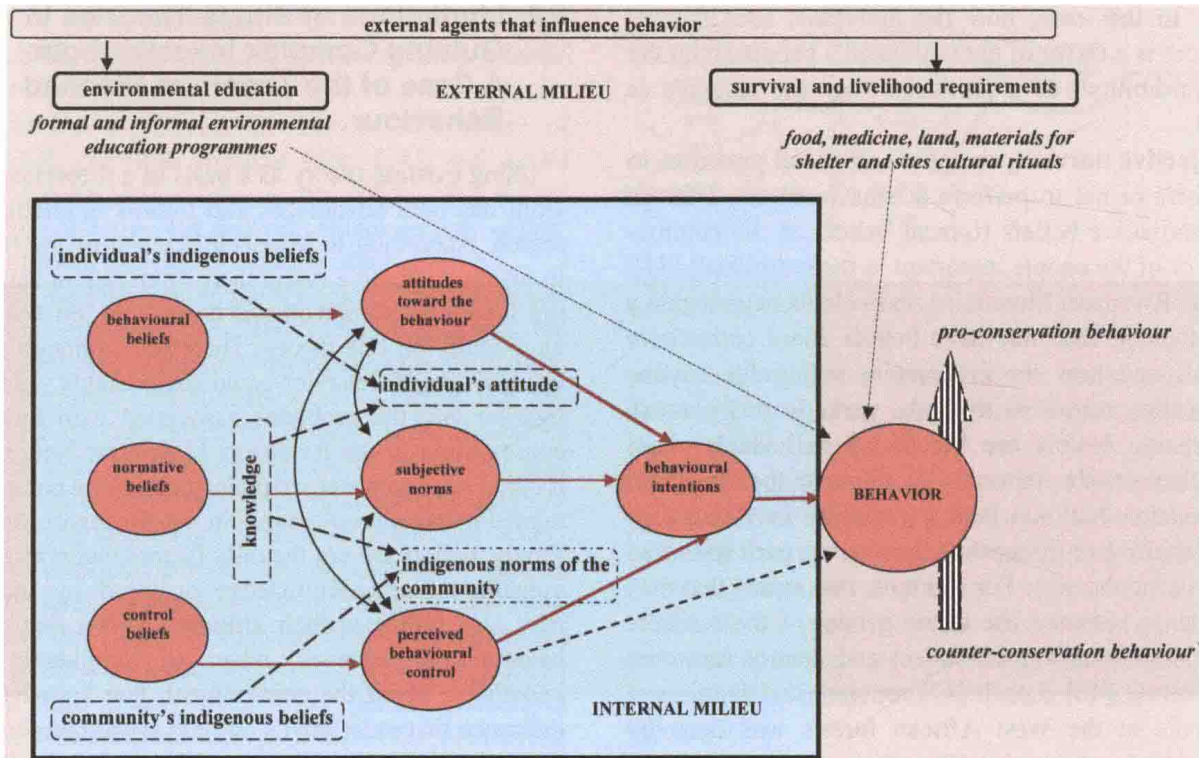 external agents that influence behavior
environmental education
EXTERNAL MILIEU
survival and livelihood requirements
formal and informal environmental
education programmes
food, medicine, land, materials for
shelter and sites cultural rituals
individual's indigenous beliefs
attitudes
toward the
behaviour
behavioural
beliefs
pro-conservation behaviour
individual's attitude
knowledge
normative
beliefs
subjective
norms
behavioural
intentions
BEHAVIOR
indigenous norms of the
community
control
beliefs
perceived
behavioural
control
counter-conservation behaviour
community's indigenous beliefs
INTERNAL MILIEU